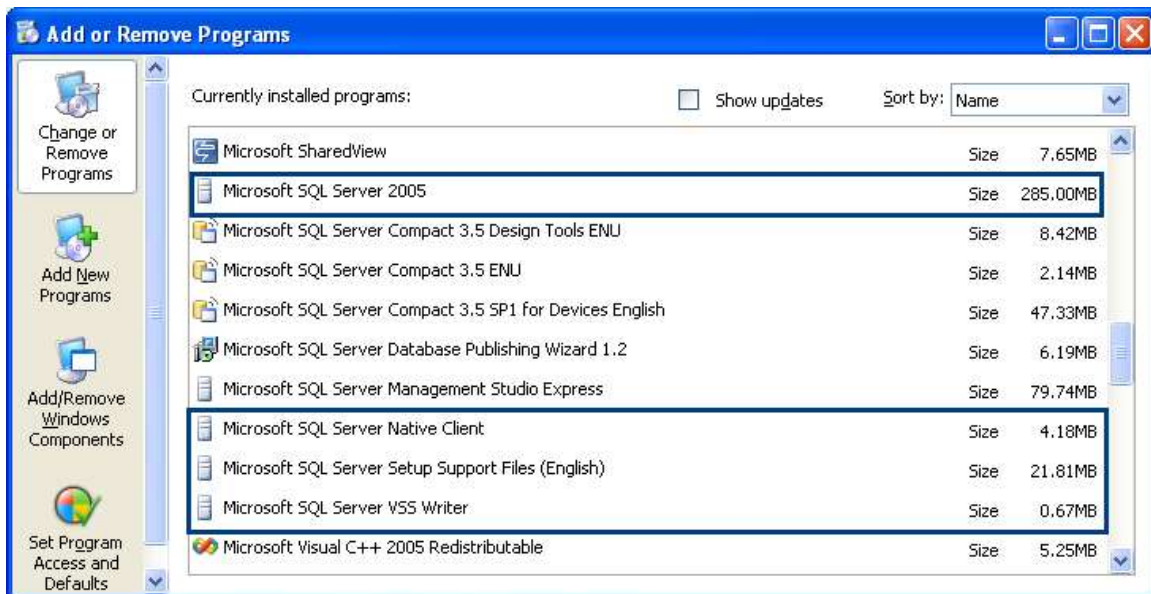 Add or Remove Programs
Change or
Remove
Programs
Add New
Programs
Add/Remove
Windows
Components
Set Program
Access and
Defaults
Currently installed programs:
Show updates
Sort by: Name
Microsoft SharedView Size 7.65MB
Microsoft SQL Server 2005 Size 285.00MB
Microsoft SQL Server Compact 3.5 Design Tools ENU Size 8.42MB
Microsoft SQL Server Compact 3.5 ENU Size 2.14MB
Microsoft SQL Server Compact 3.5 SP1 for Devices English Size 47.33MB
Microsoft SQL Server Database Publishing Wizard 1.2 Size 6.19MB
Microsoft SQL Server Management Studio Express Size 79.74MB
Microsoft SQL Server Native Client Size 4.18MB
Microsoft SQL Server Setup Support Files (English) Size 21.81MB
Microsoft SQL Server VSS Writer Size 0.67MB
Microsoft Visual C++ 2005 Redistributable Size 5.25MB